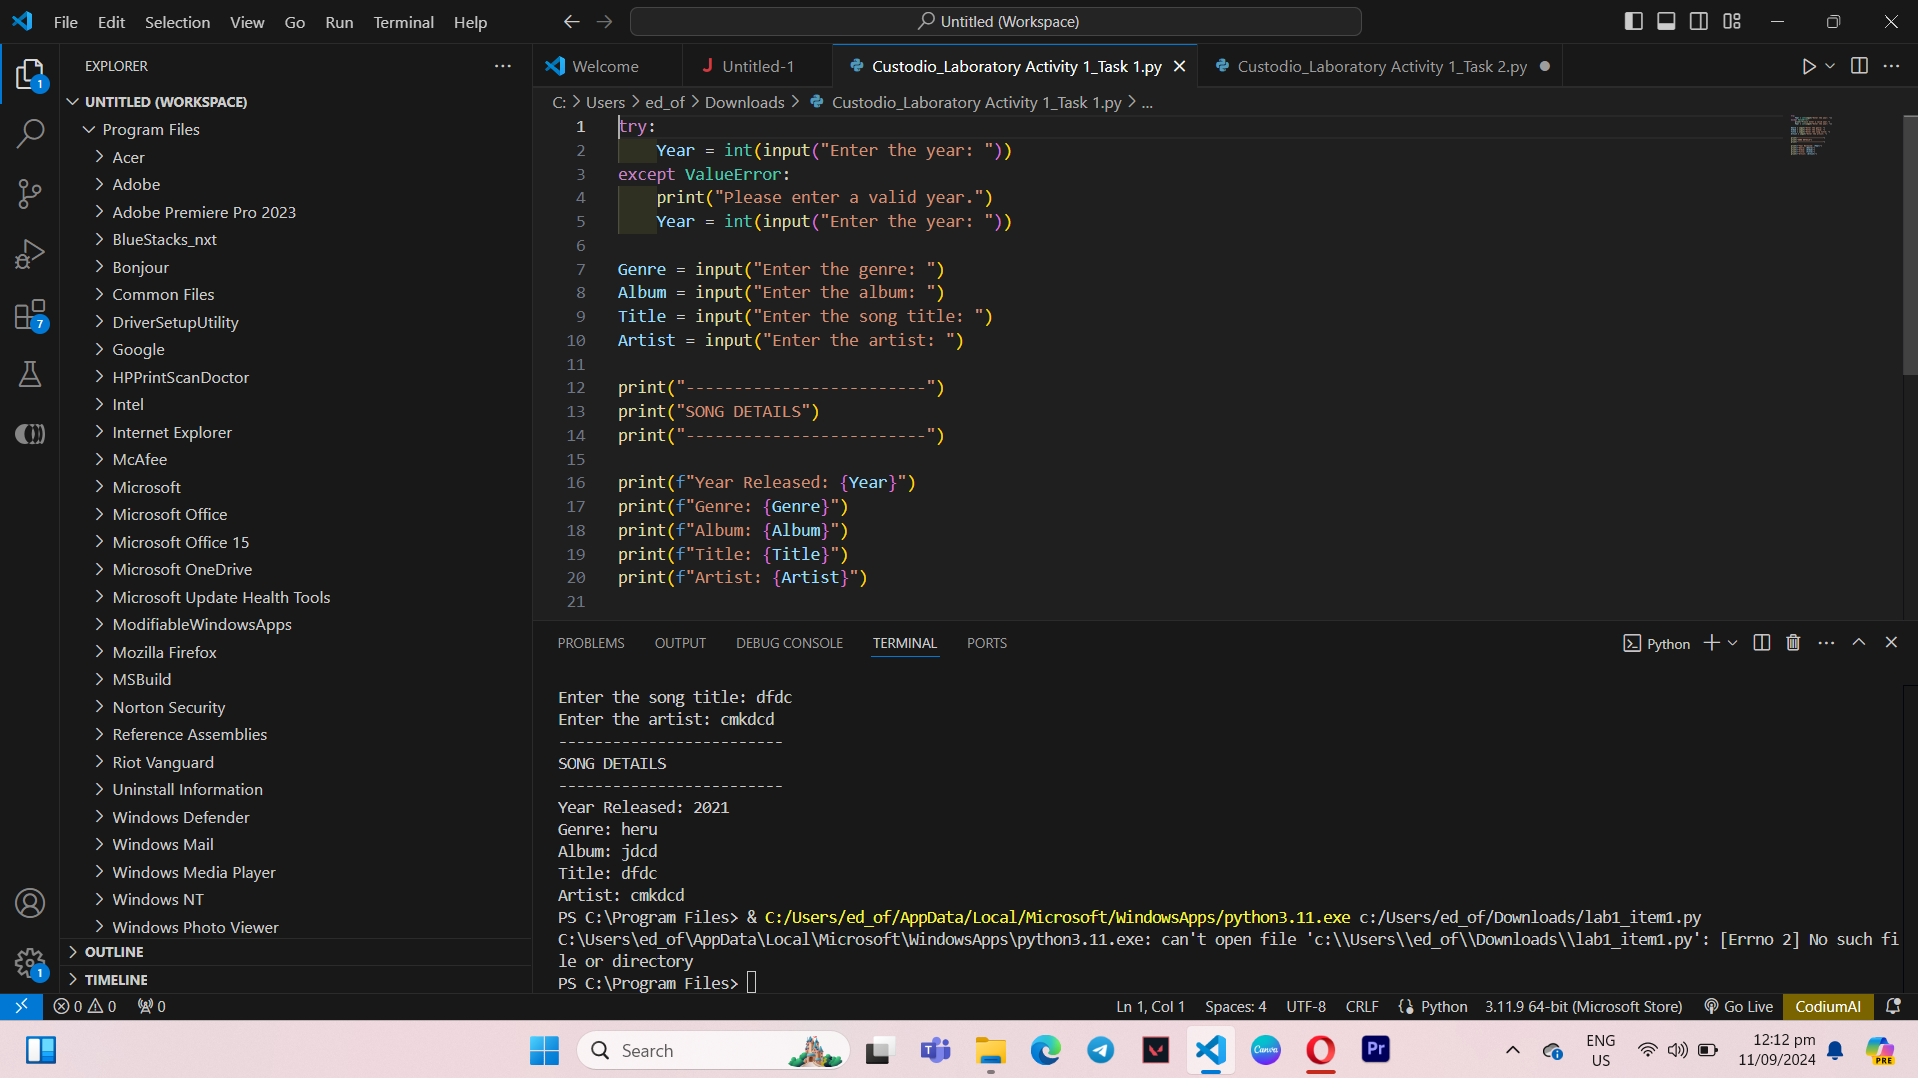 File Edit Selection View Go Run Terminal Help
Untitled (Workspace)
EXPLORER
UNTITLED (WORKSPACE)
Program Files
Acer
Adobe
Adobe Premiere Pro 2023
BlueStacks_nxt
Bonjour
Common Files
DriverSetupUtility
Google
HPPrintScanDoctor
Intel
Internet Explorer
McAfee
Microsoft
Microsoft Office
Microsoft Office 15
Microsoft OneDrive
Microsoft Update Health Tools
ModifiableWindowsApps
Mozilla Firefox
MSBuild
Norton Security
Reference Assemblies
Riot Vanguard
Uninstall Information
Windows Defender
Windows Mail
Windows Media Player
Windows NT
Windows Photo Viewer
OUTLINE
TIMELINE
1
7
1
Welcome
J Untitled-1
Custodio_Laboratory Activity 1_Task 1.py
Custodio_Laboratory Activity 1_Task 2.py
C: > Users > ed_of > Downloads > Custodio_Laboratory Activity 1_Task 1.py > ...
1 try:
2     Year = int(input("Enter the year: "))
3 except ValueError:
4     print("Please enter a valid year.")
5     Year = int(input("Enter the year: "))
6
7 Genre = input("Enter the genre: ")
8 Album = input("Enter the album: ")
9 Title = input("Enter the song title: ")
10 Artist = input("Enter the artist: ")
11
12 print("-------------------------")
13 print("SONG DETAILS")
14 print("-------------------------")
15
16 print(f"Year Released: {Year}")
17 print(f"Genre: {Genre}")
18 print(f"Album: {Album}")
19 print(f"Title: {Title}")
20 print(f"Artist: {Artist}")
21
PROBLEMS OUTPUT DEBUG CONSOLE TERMINAL PORTS
Python
Enter the song title: dfdc
Enter the artist: cmkdcd
-------------------------
SONG DETAILS
-------------------------
Year Released: 2021
Genre: heru
Album: jdcd
Title: dfdc
Artist: cmkdcd
PS C:\Program Files> & C:/Users/ed_of/AppData/Local/Microsoft/WindowsApps/python3.11.exe c:/Users/ed_of/Downloads/lab1_item1.py
C:\Users\ed_of\AppData\Local\Microsoft\WindowsApps\python3.11.exe: can't open file 'c:\\Users\\ed_of\\Downloads\\lab1_item1.py': [Errno 2] No such fi
le or directory
PS C:\Program Files>
0 0 0
Ln 1, Col 1 Spaces: 4 UTF-8 CRLF Python 3.11.9 64-bit (Microsoft Store) Go Live CodiumAI
Search
Canva
Pr
ENG
US
12:12 pm
11/09/2024
PRE